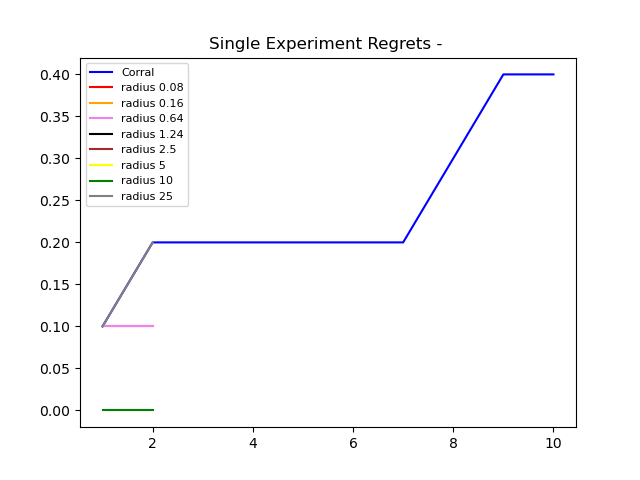 Single Experiment Regrets -
0.40
0.35
0.30
0.25
0.20
0.15
0.10
0.05
0.00
Corral
radius 0.08
radius 0.16
radius 0.64
radius 1.24
radius 2.5
radius 5
radius 10
radius 25
2
4
6
8
10